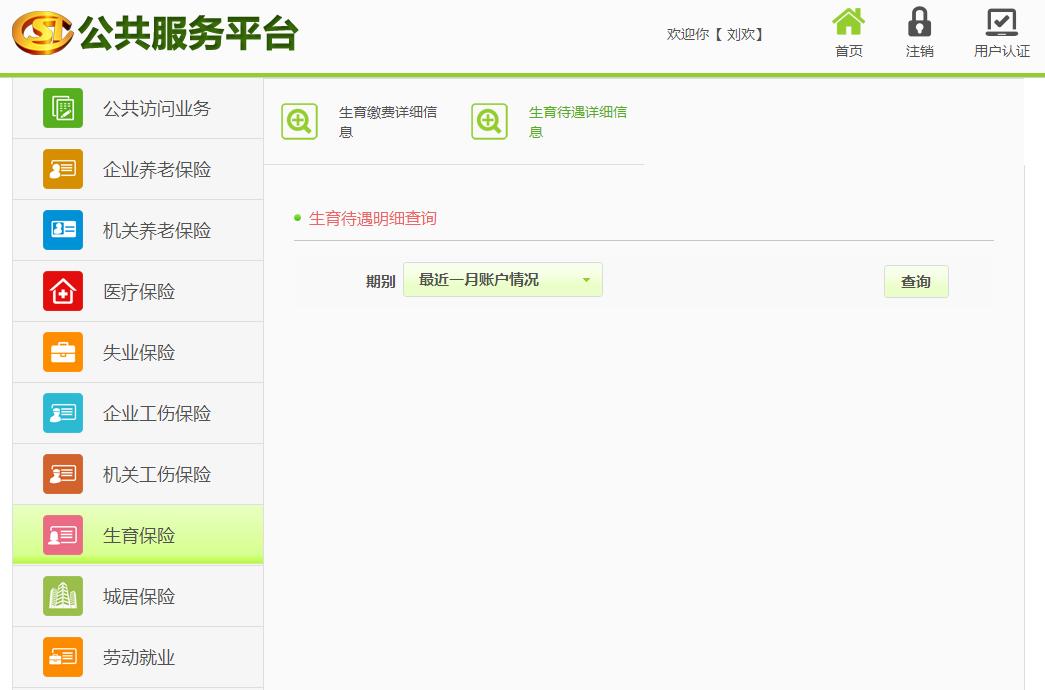 CST 公共服务平台
欢迎你【 刘欢】
首页
注销
用户认证
公共访问业务
企业养老保险
机关养老保险
医疗保险
失业保险
企业工伤保险
机关工伤保险
生育保险
城居保险
劳动就业
生育缴费详细信
息
生育待遇详细信
息
生育待遇明细查询
期别 最近一月账户情况 查询